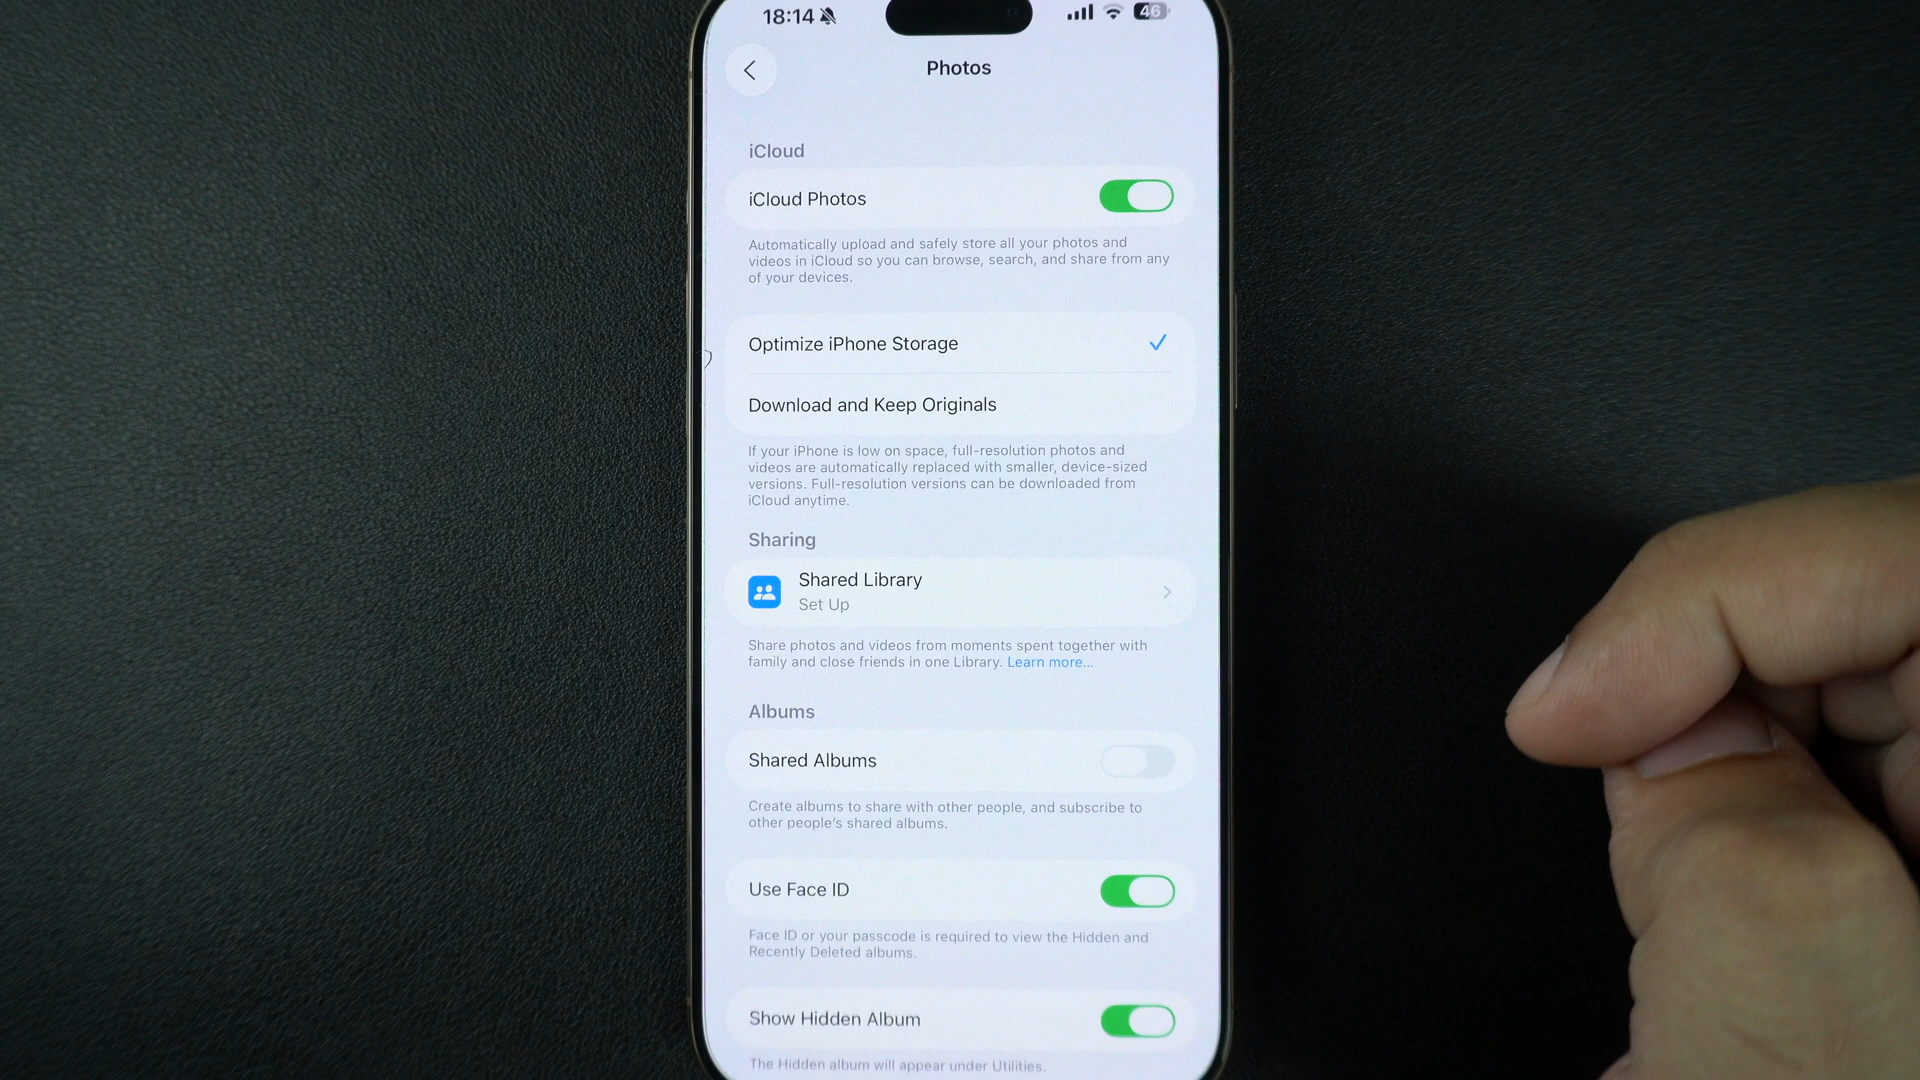 18:14
46
Photos
iCloud
iCloud Photos
Automatically upload and safely store all your photos and
videos in iCloud so you can browse, search, and share from any
of your devices.
Optimize iPhone Storage
Download and Keep Originals
If your iPhone is low on space, full-resolution photos and
videos are automatically replaced with smaller, device-sized
versions. Full-resolution versions can be downloaded from
iCloud anytime.
Sharing
Shared Library
Set Up
Share photos and videos from moments spent together with
family and close friends in one Library. Learn more...
Albums
Shared Albums
Create albums to share with other people, and subscribe to
other people's shared albums.
Use Face ID
Face ID or your passcode is required to view the Hidden and
Recently Deleted albums.
Show Hidden Album
The Hidden album will appear under Utilities.